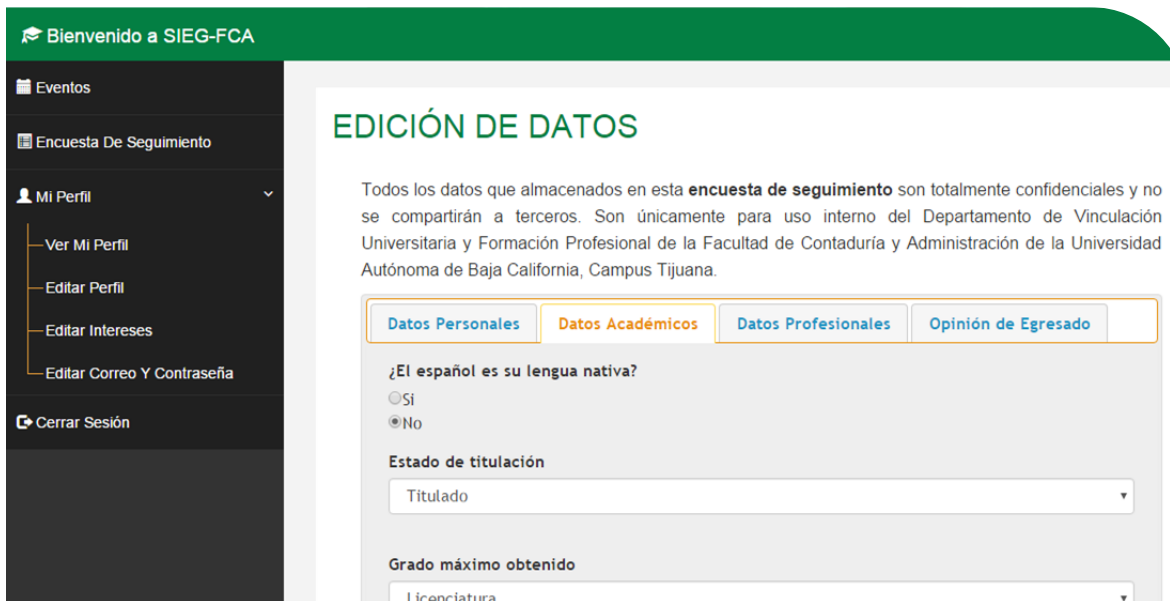 Bienvenido a SIEG-FCA
Eventos
Encuesta De Seguimiento
Mi Perfil
Ver Mi Perfil
Editar Perfil
Editar Intereses
Editar Correo Y Contraseña
Cerrar Sesión
EDICIÓN DE DATOS
Todos los datos que almacenados en esta encuesta de seguimiento son totalmente confidenciales y no
se compartirán a terceros. Son únicamente para uso interno del Departamento de Vinculación
Universitaria y Formación Profesional de la Facultad de Contaduría y Administración de la Universidad
Autónoma de Baja California, Campus Tijuana.
Datos Personales Datos Académicos Datos Profesionales Opinión de Egresado
¿El español es su lengua nativa?
Si
No
Estado de titulación
Titulado
Grado máximo obtenido
Licenciatura